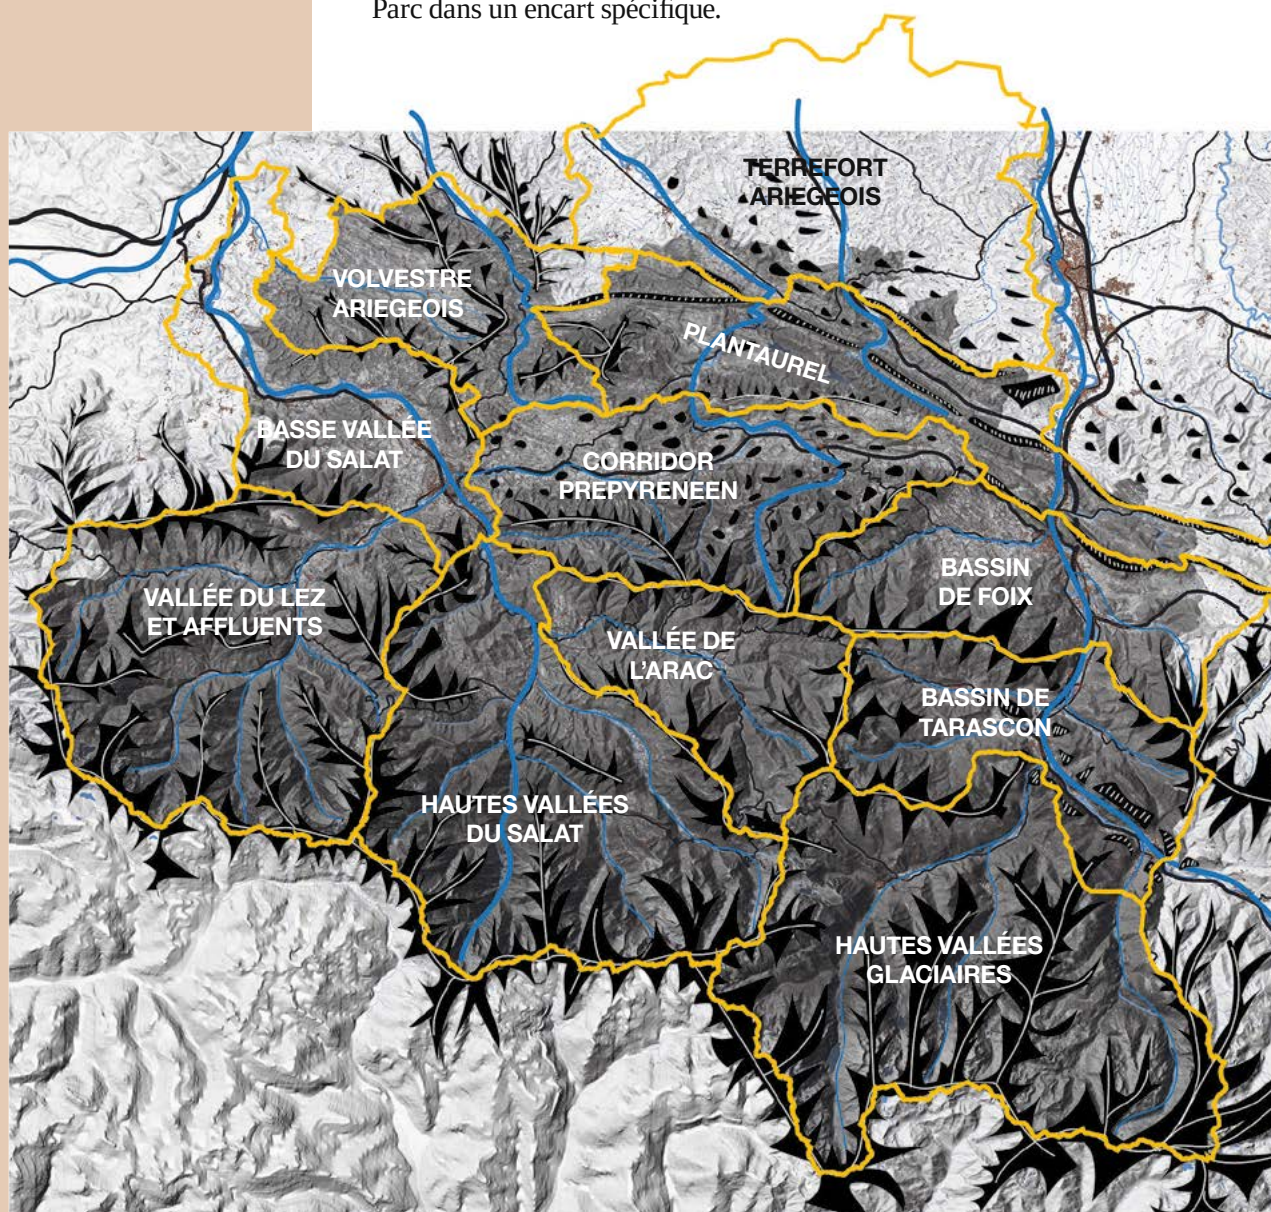 Parc dans un encart spécifique.
TERREFORT
ARIEGEOIS
VOLVESTRE
ARIEGEOIS
PLANTAUREL
BASSE VALLÉE
DU SALAT
CORRIDOR
PREPYRENEEN
BASSIN
DE FOIX
VALLÉE DU LEZ
ET AFFLUENTS
VALLÉE DE
L'ARAC
BASSIN DE
TARASCON
HAUTES VALLÉES
DU SALAT
HAUTES VALLÉES
GLACIAIRES